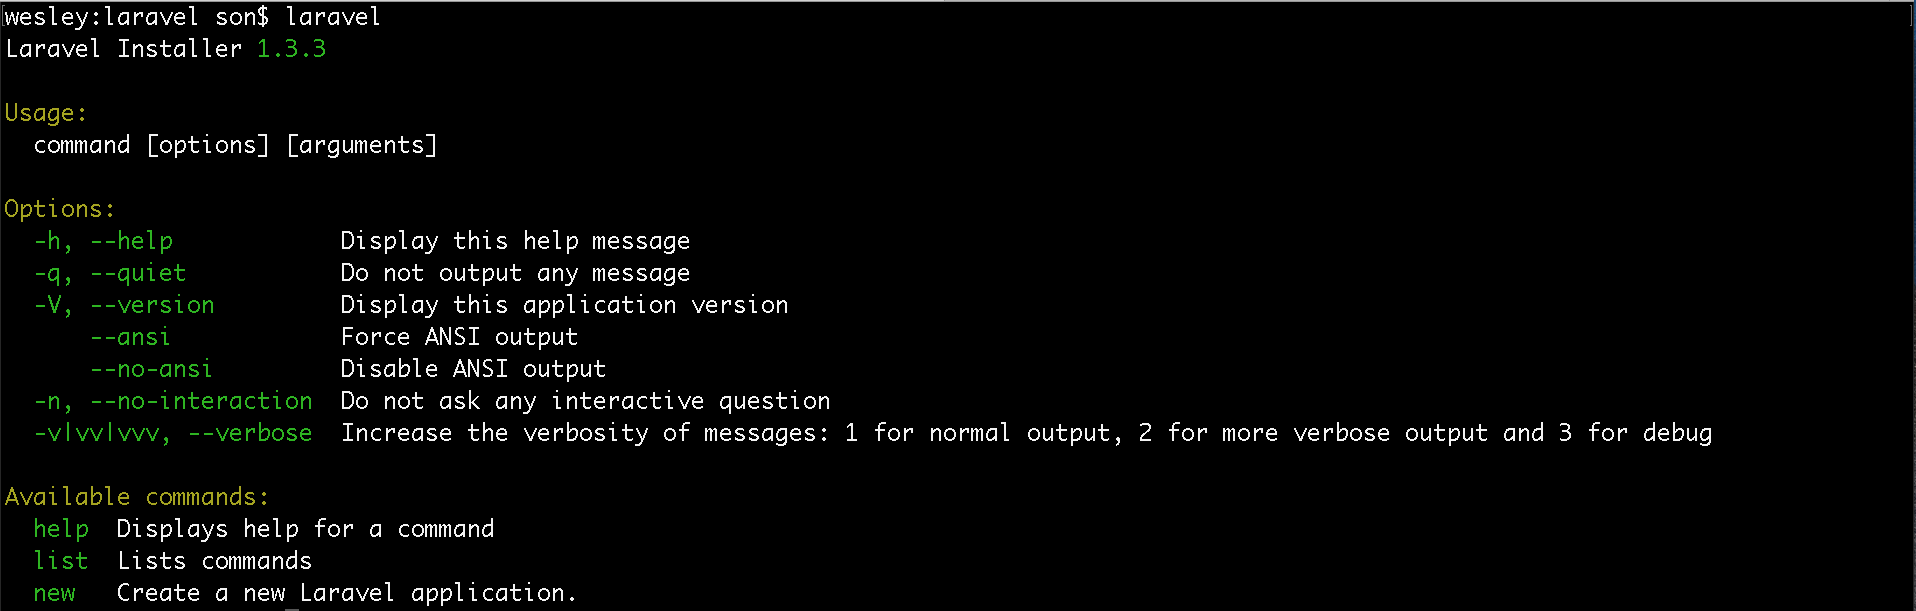 wesley:laravel son$ laravel
Laravel Installer 1.3.3
Usage:
command [options] [arguments]
Options:
-h, --help Display this help message
-q, --quiet Do not output any message
-V, --version Display this application version
--ansi Force ANSI output
--no-ansi Disable ANSI output
-n, --no-interaction Do not ask any interactive question
-v|vv|vvv, --verbose Increase the verbosity of messages: 1 for normal output, 2 for more verbose output and 3 for debug
Available commands:
help Displays help for a command
list Lists commands
new Create a new Laravel application.